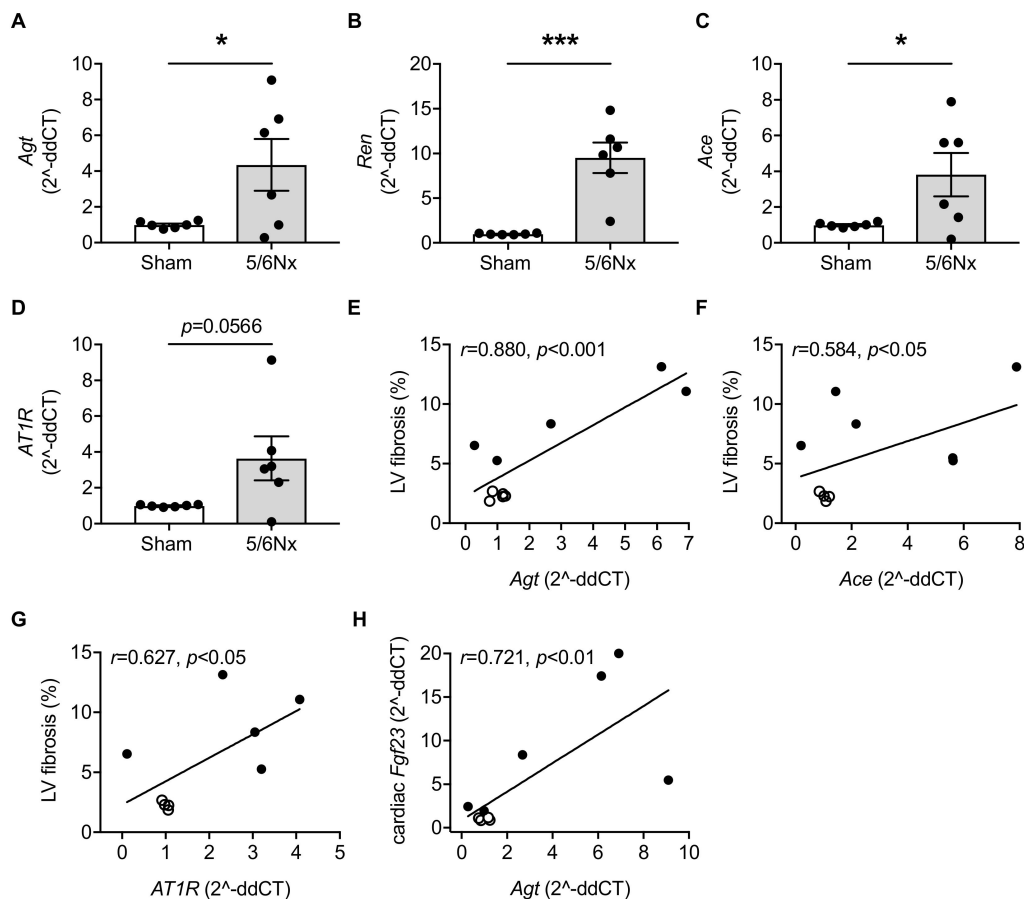 A
*
10
8
6
4
2
0
Agt
(2^-ddCT)
Sham
5/6Nx
B
***
20
15
10
5
0
Ren
(2^-ddCT)
Sham
5/6Nx
C
*
10
8
6
4
2
0
Ace
(2^-ddCT)
Sham
5/6Nx
D
p=0.0566
10
8
6
4
2
0
AT1R
(2^-ddCT)
Sham
5/6Nx
E
r=0.880, p<0.001
15
10
5
0
LV fibrosis (%)
0 1 2 3 4 5 6 7
Agt (2^-ddCT)
F
r=0.584, p<0.05
15
10
5
0
LV fibrosis (%)
0 2 4 6 8
Ace (2^-ddCT)
G
r=0.627, p<0.05
15
10
5
0
LV fibrosis (%)
0 1 2 3 4 5
AT1R (2^-ddCT)
H
r=0.721, p<0.01
20
15
10
5
0
cardiac Fgf23 (2^-ddCT)
0 2 4 6 8 10
Agt (2^-ddCT)